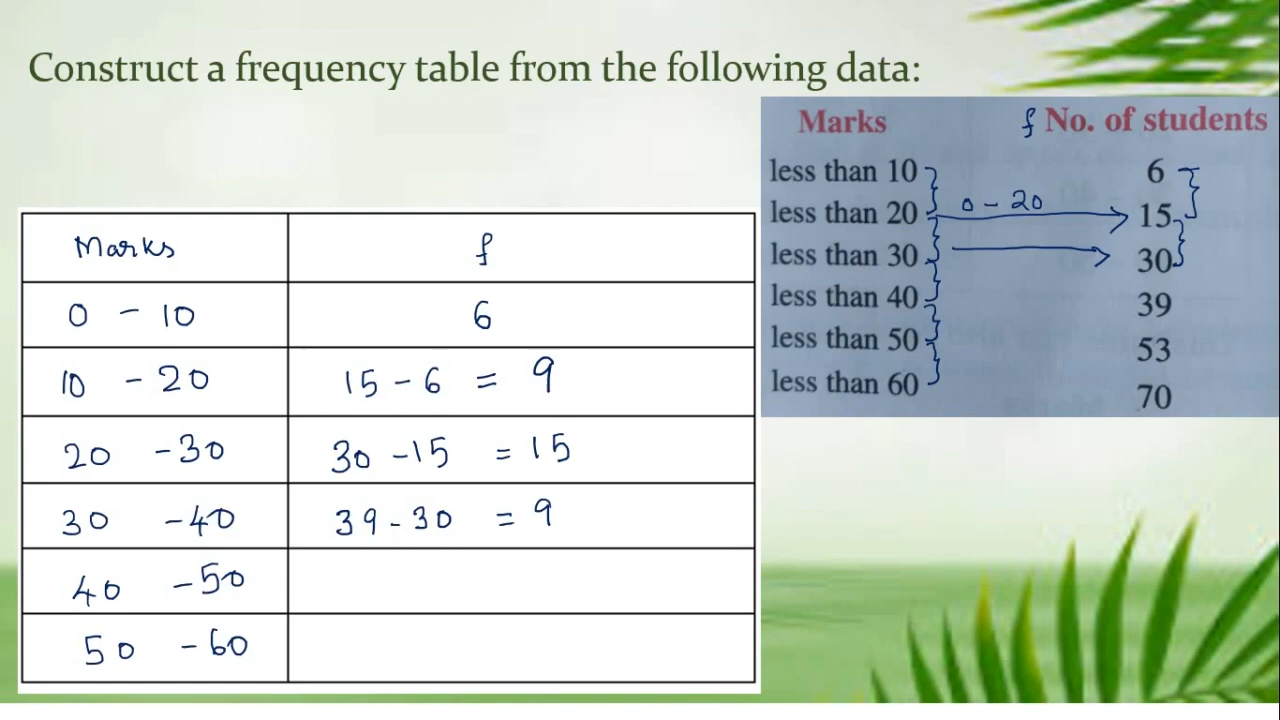 Construct a frequency table from the following data:
Marks f No. of students
less than 10 6
less than 20 0 - 20 15
less than 30 30
less than 40 39
less than 50 53
less than 60 70
Marks f
0 - 10 6
10 - 20 15 - 6 = 9
20 - 30 30 - 15 = 15
30 - 40 39 - 30 = 9
40 - 50
50 - 60